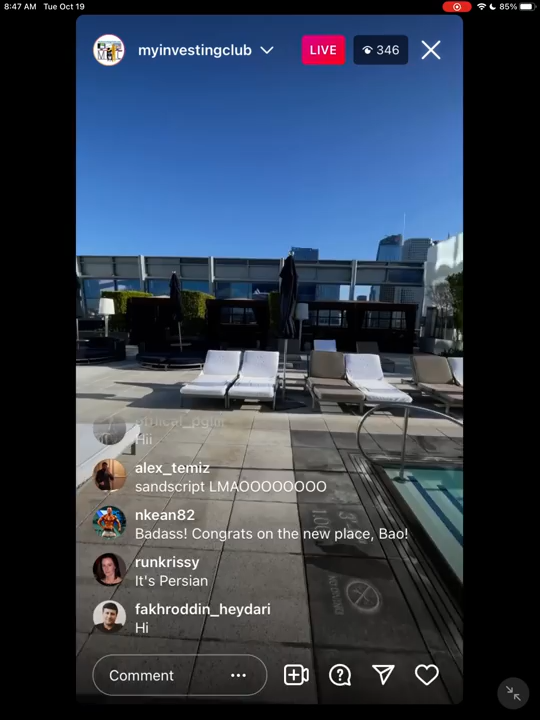 8:47 AM Tue Oct 19
85%
myinvestingclub
LIVE
346
Hii
alex_temiz
sandscript LMAOOOOOOOO
nkean82
Badass! Congrats on the new place, Bao!
runkrissy
It's Persian
fakhroddin_heydari
Hi
Comment